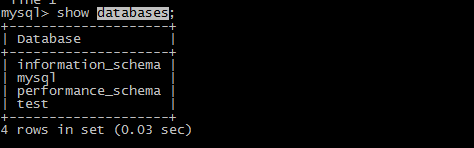 line 1
mysql> show databases;
+--------------------+
| Database           |
+--------------------+
| information_schema |
| mysql              |
| performance_schema |
| test               |
+--------------------+
4 rows in set (0.03 sec)